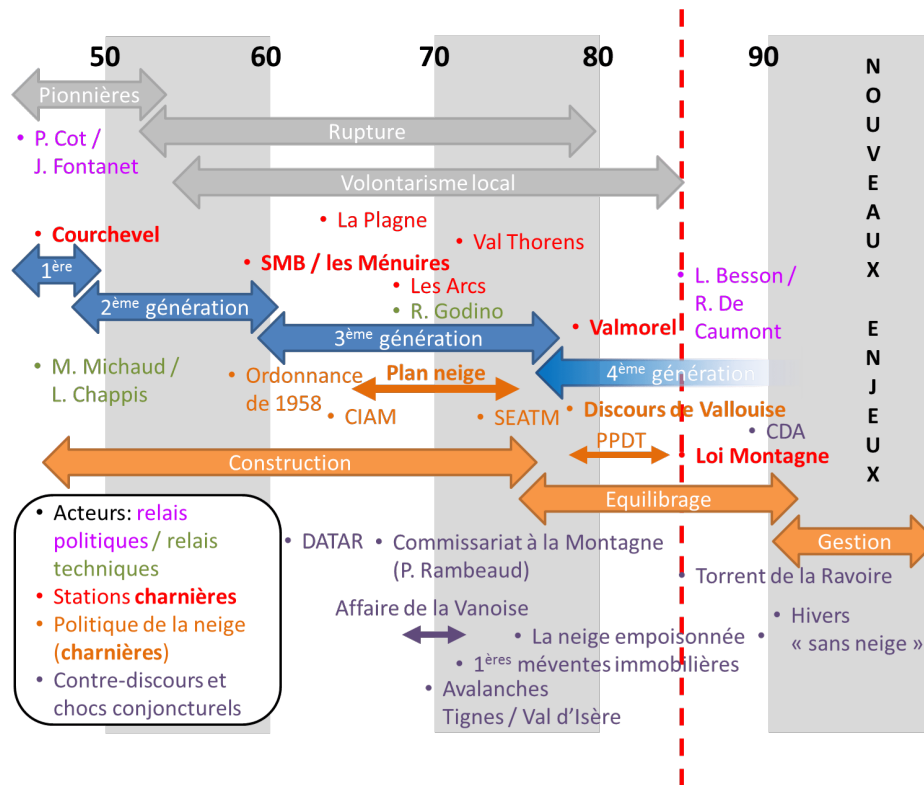 50 60 70 80 90
Pionnières
Rupture
• P. Cot /
J. Fontanet
Volontarisme local
• La Plagne
• Courchevel
• Val Thorens
1ère
• SMB / les Ménuires
• L. Besson /
R. De
Caumont
• Les Arcs
• R. Godino
2ème génération
3ème génération
• Valmorel
4ème génération
• M. Michaud /
L. Chappis
• Ordonnance
de 1958
Plan neige
• CIAM
• SEATM
• Discours de Vallouise
• CDA
PPDT
• Loi Montagne
Construction
Equilibrage
Gestion
N
O
U
V
E
A
U
X
E
N
J
E
U
X
• Acteurs: relais
politiques / relais
techniques
• Stations charnières
• Politique de la neige
(charnières)
• Contre-discours et
chocs conjoncturels
• DATAR
• Commissariat à la Montagne
(P. Rambeaud)
• Torrent de la Ravoire
Affaire de la Vanoise
• La neige empoisonnée
• Hivers
« sans neige »
• 1ères méventes immobilières
• Avalanches
Tignes / Val d'Isère